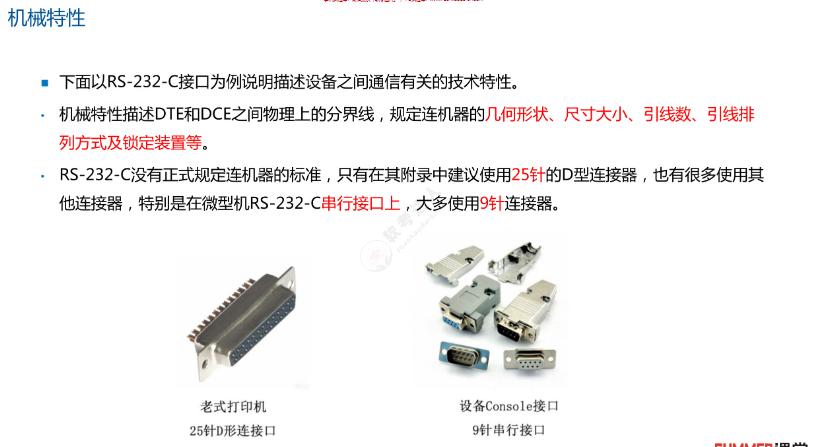 机械特性
下面以RS-232-C接口为例说明描述设备之间通信有关的技术特性。
机械特性描述DTE和DCE之间物理上的分界线，规定连机器的几何形状、尺寸大小、引线数、引线排
列方式及锁定装置等。
RS-232-C没有正式规定连机器的标准，只有在其附录中建议使用25针的D型连接器，也有很多使用其
他连接器，特别是在微型机RS-232-C串行接口上，大多使用9针连接器。
老式打印机
25针D形连接口
设备Console接口
9针串行接口